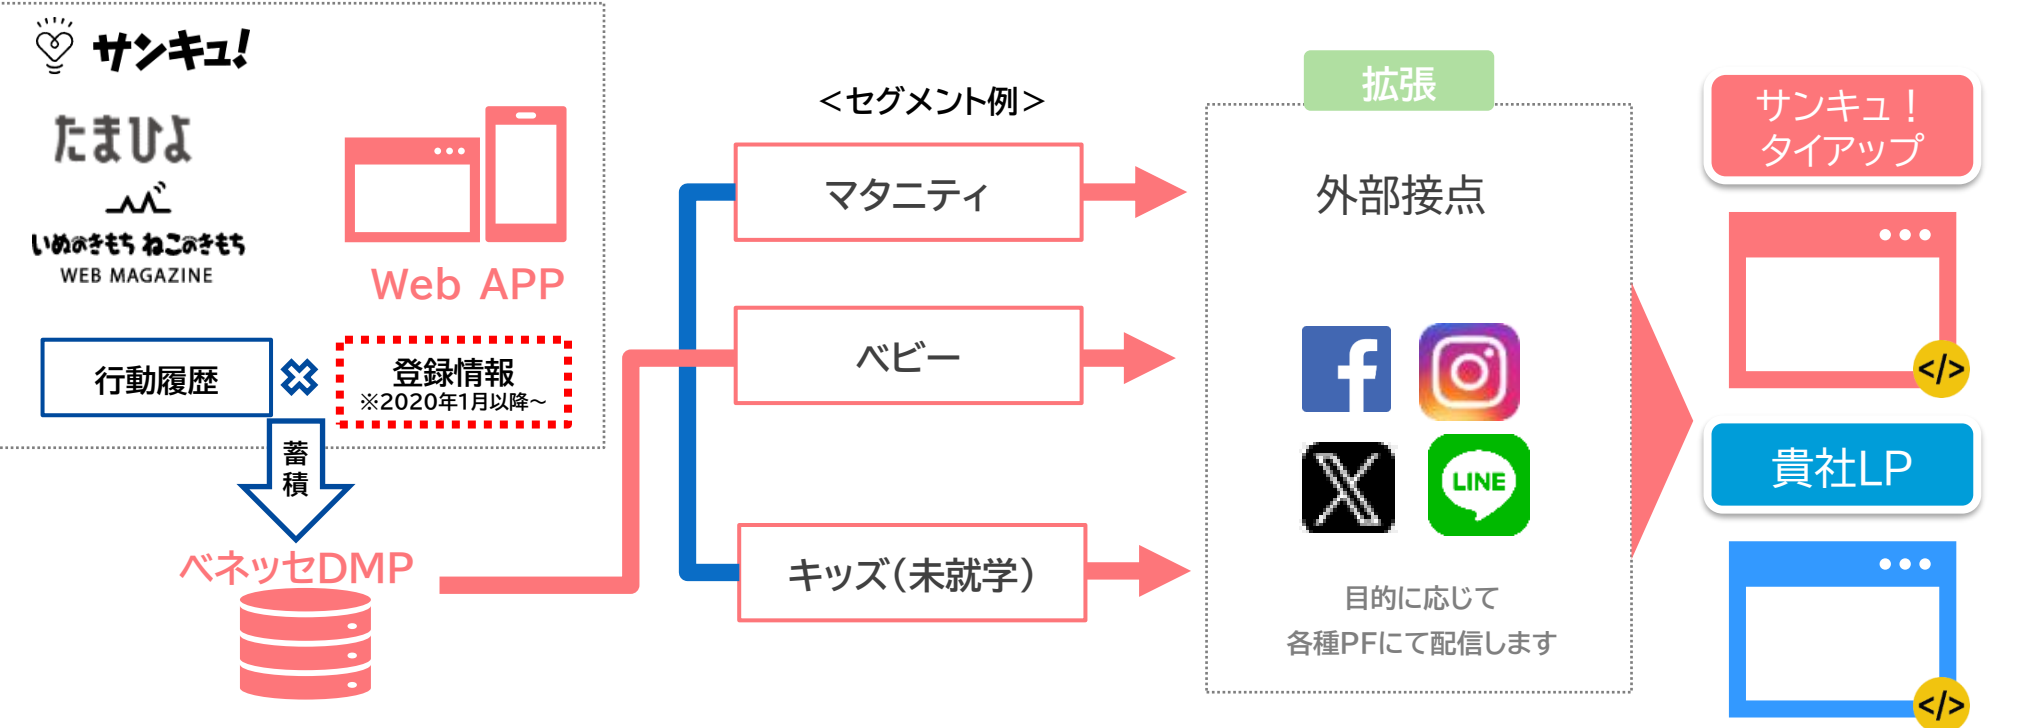 サンキュ!
たまひよ
いぬのきもち ねこのきもち
WEB MAGAZINE
Web APP
行動履歴
登録情報
※2020年1月以降~
蓄積
ベネッセDMP
<セグメント例>
マタニティ
ベビー
キッズ(未就学)
拡張
外部接点
LINE
目的に応じて
各種PFにて配信します
サンキュ!
タイアップ
</>
貴社LP
</>